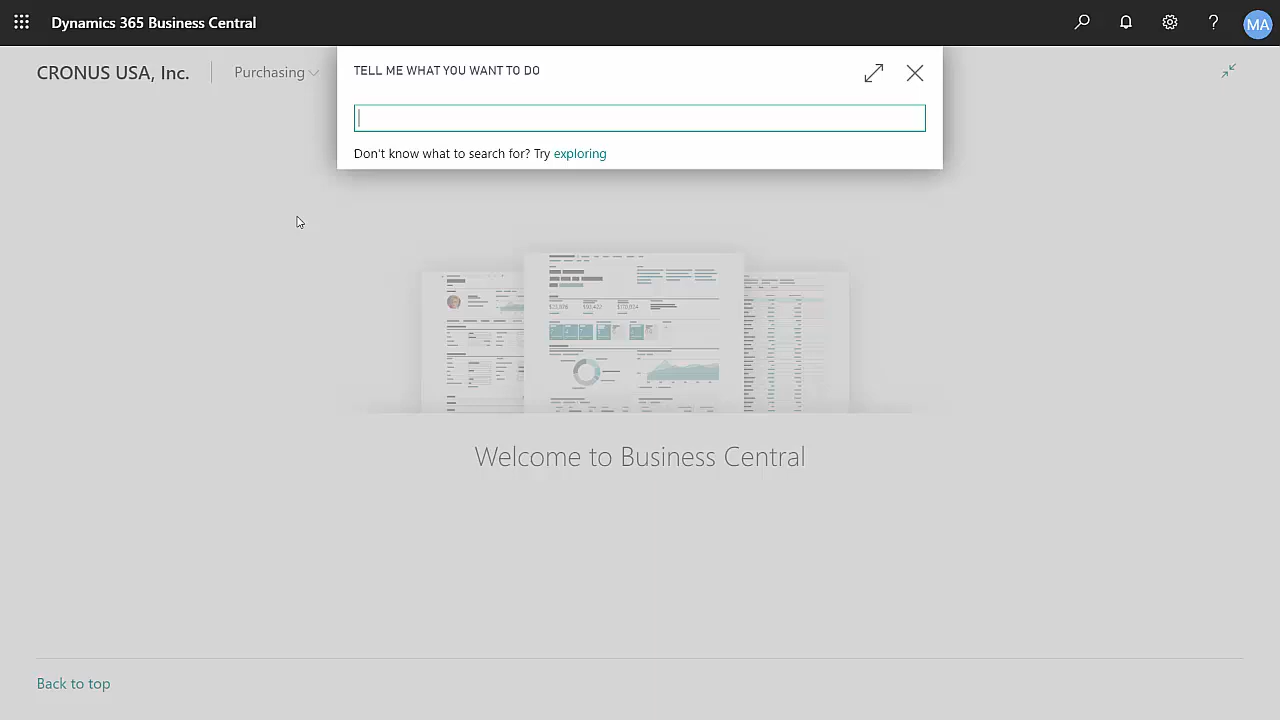 Dynamics 365 Business Central
MA
CRONUS USA, Inc.
Purchasing
TELL ME WHAT YOU WANT TO DO
Don't know what to search for? Try exploring
Welcome to Business Central
Back to top